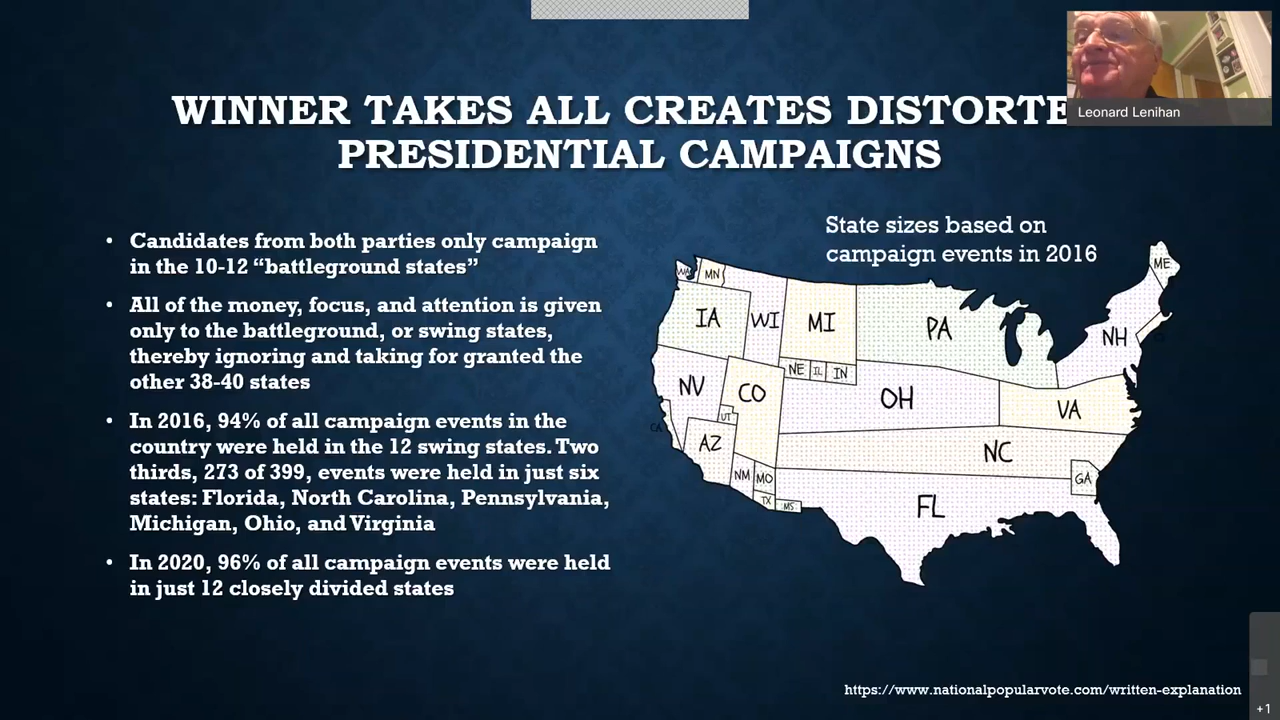 WINNER TAKES ALL CREATES DISTORTE
PRESIDENTIAL CAMPAIGNS
Leonard Lenihan
• Candidates from both parties only campaign
in the 10-12 “battleground states”
• All of the money, focus, and attention is given
only to the battleground, or swing states,
thereby ignoring and taking for granted the
other 38-40 states
• In 2016, 94% of all campaign events in the
country were held in the 12 swing states. Two
thirds, 273 of 399, events were held in just six
states: Florida, North Carolina, Pennsylvania,
Michigan, Ohio, and Virginia
• In 2020, 96% of all campaign events were held
in just 12 closely divided states
State sizes based on
campaign events in 2016
ME
WA
MN
IA
WI
MI
PA
NH
NE
IL
IN
NV
CO
OH
VA
UT
CA
AZ
NC
NM
MO
GA
TX
MS
FL
https://www.nationalpopularvote.com/written-explanation
+1